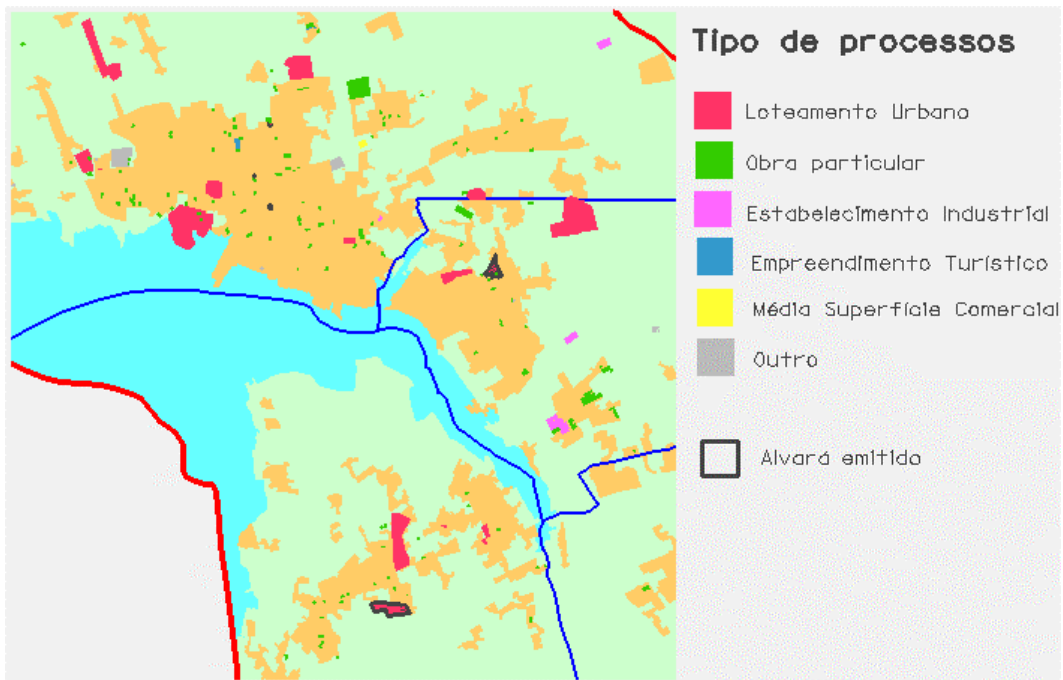 Tipo de processos
Loteamento Urbano
Obra particular
Estabelecimento Industrial
Empreendimento Turístico
Média Superfície Comercial
Outro
Alvará emitido